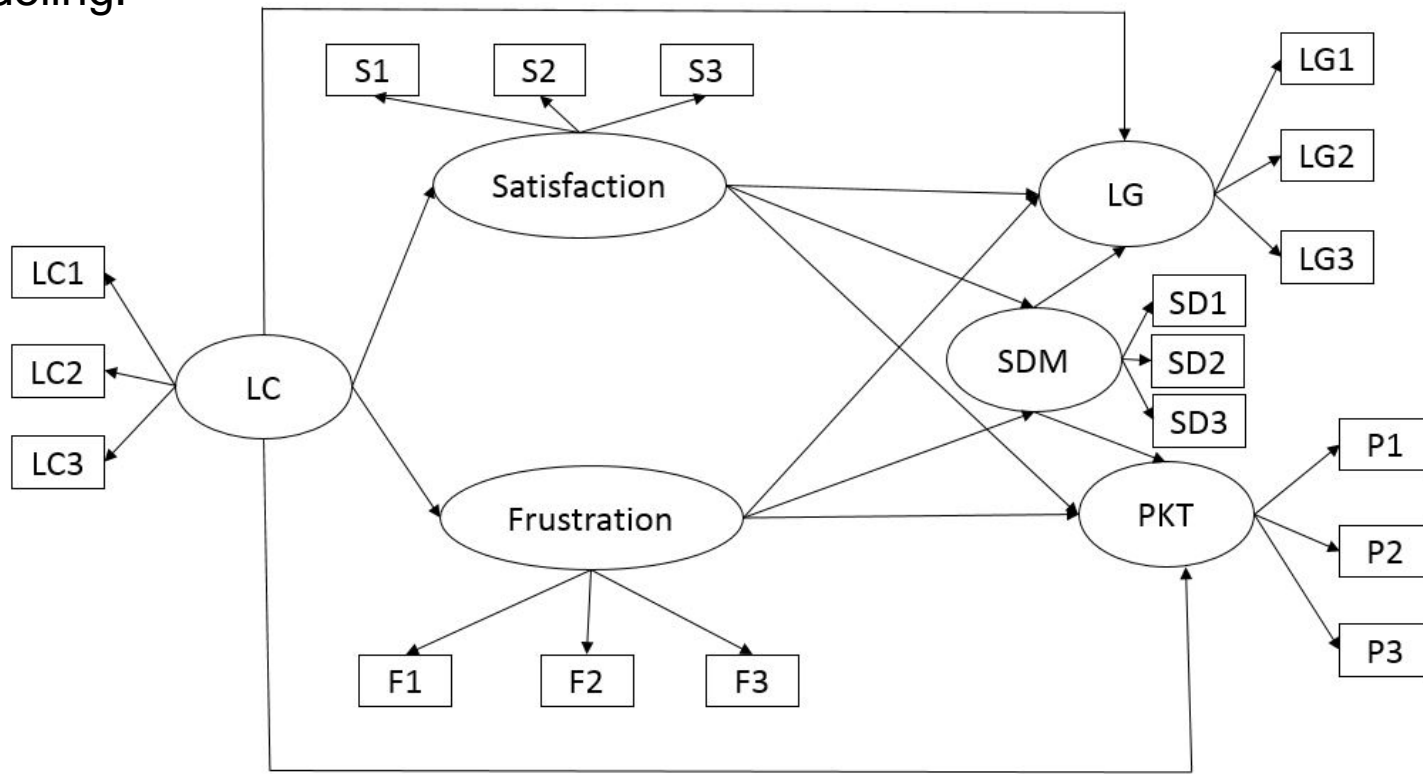 S1
S2
S3
LG1
LG2
LG3
Satisfaction
LG
LC1
LC2
LC3
LC
SDM
SD1
SD2
SD3
Frustration
PKT
P1
P2
P3
F1
F2
F3